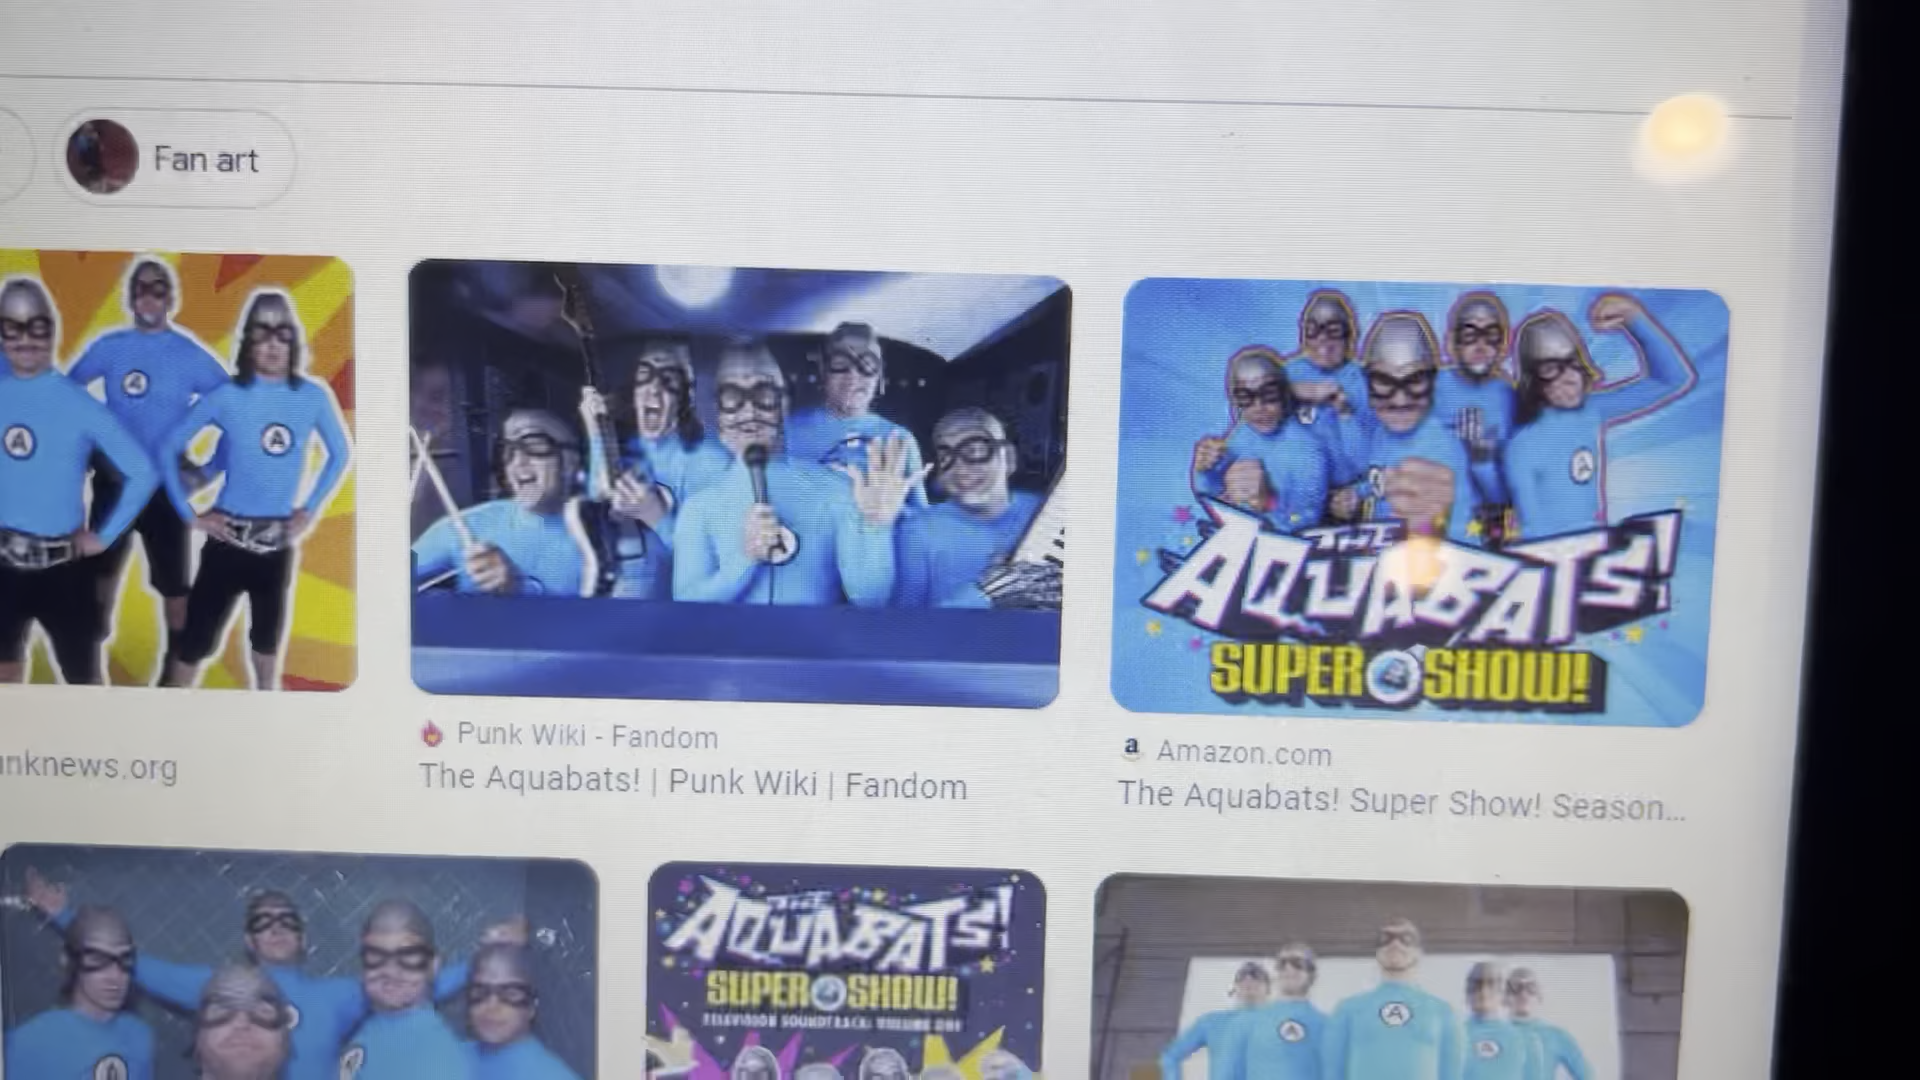 Fan art
A
A
A
THE
AQUABATS!
SUPER SHOW!
A
Punk Wiki - Fandom
The Aquabats! | Punk Wiki | Fandom
a Amazon.com
The Aquabats! Super Show! Season...
nknews.org
THE
AQUABATS!
SUPER SHOW!
TELEVISION SOUNDTRACK: VOLUME ONE
A
A
A